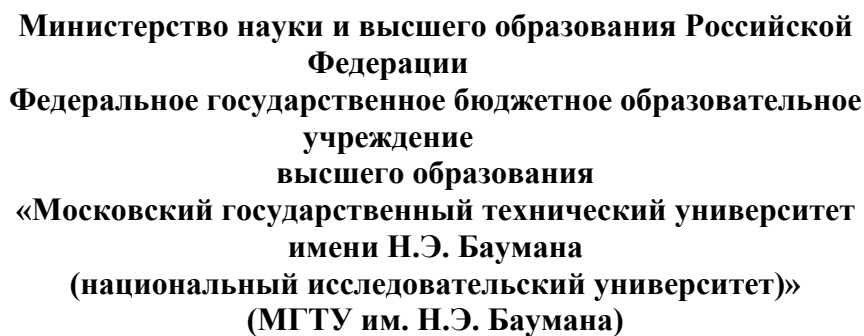 Министерство науки и высшего образования Российской
Федерации
Федеральное государственное бюджетное образовательное
учреждение
высшего образования
«Московский государственный технический университет
имени Н.Э. Баумана
(национальный исследовательский университет)»
(МГТУ им. Н.Э. Баумана)